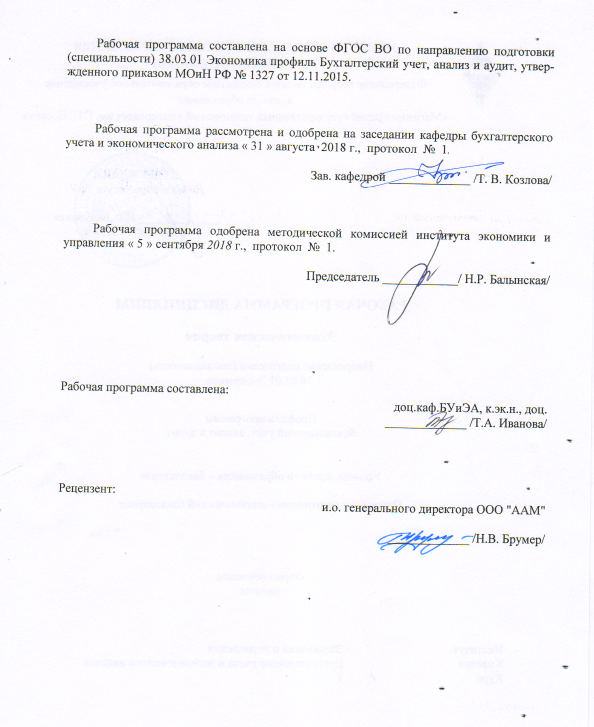 Рабочая программа составлена на основе ФГОС ВО по направлению подготовки
(специальности) 38.03.01 Экономика профиль Бухгалтерский учет, анализ и аудит, утвер-
жденного приказом МОиН РФ № 1327 от 12.11.2015.
Рабочая программа рассмотрена и одобрена на заседании кафедры бухгалтерского
учета и экономического анализа « 31 » августа 2018 г., протокол № 1.
Зав. кафедрой ______________ /Т. В. Козлова/
Рабочая программа одобрена методической комиссией института экономики и
управления « 5 » сентября 2018 г., протокол № 1.
Председатель ____________/ Н.Р. Балынская/
Рабочая программа составлена:
доц.каф.БУиЭА, к.эк.н., доц.
_____________ /Т.А. Иванова/
Рецензент:
и.о. генерального директора ООО "ААМ"
_____________ /Н.В. Брумер/